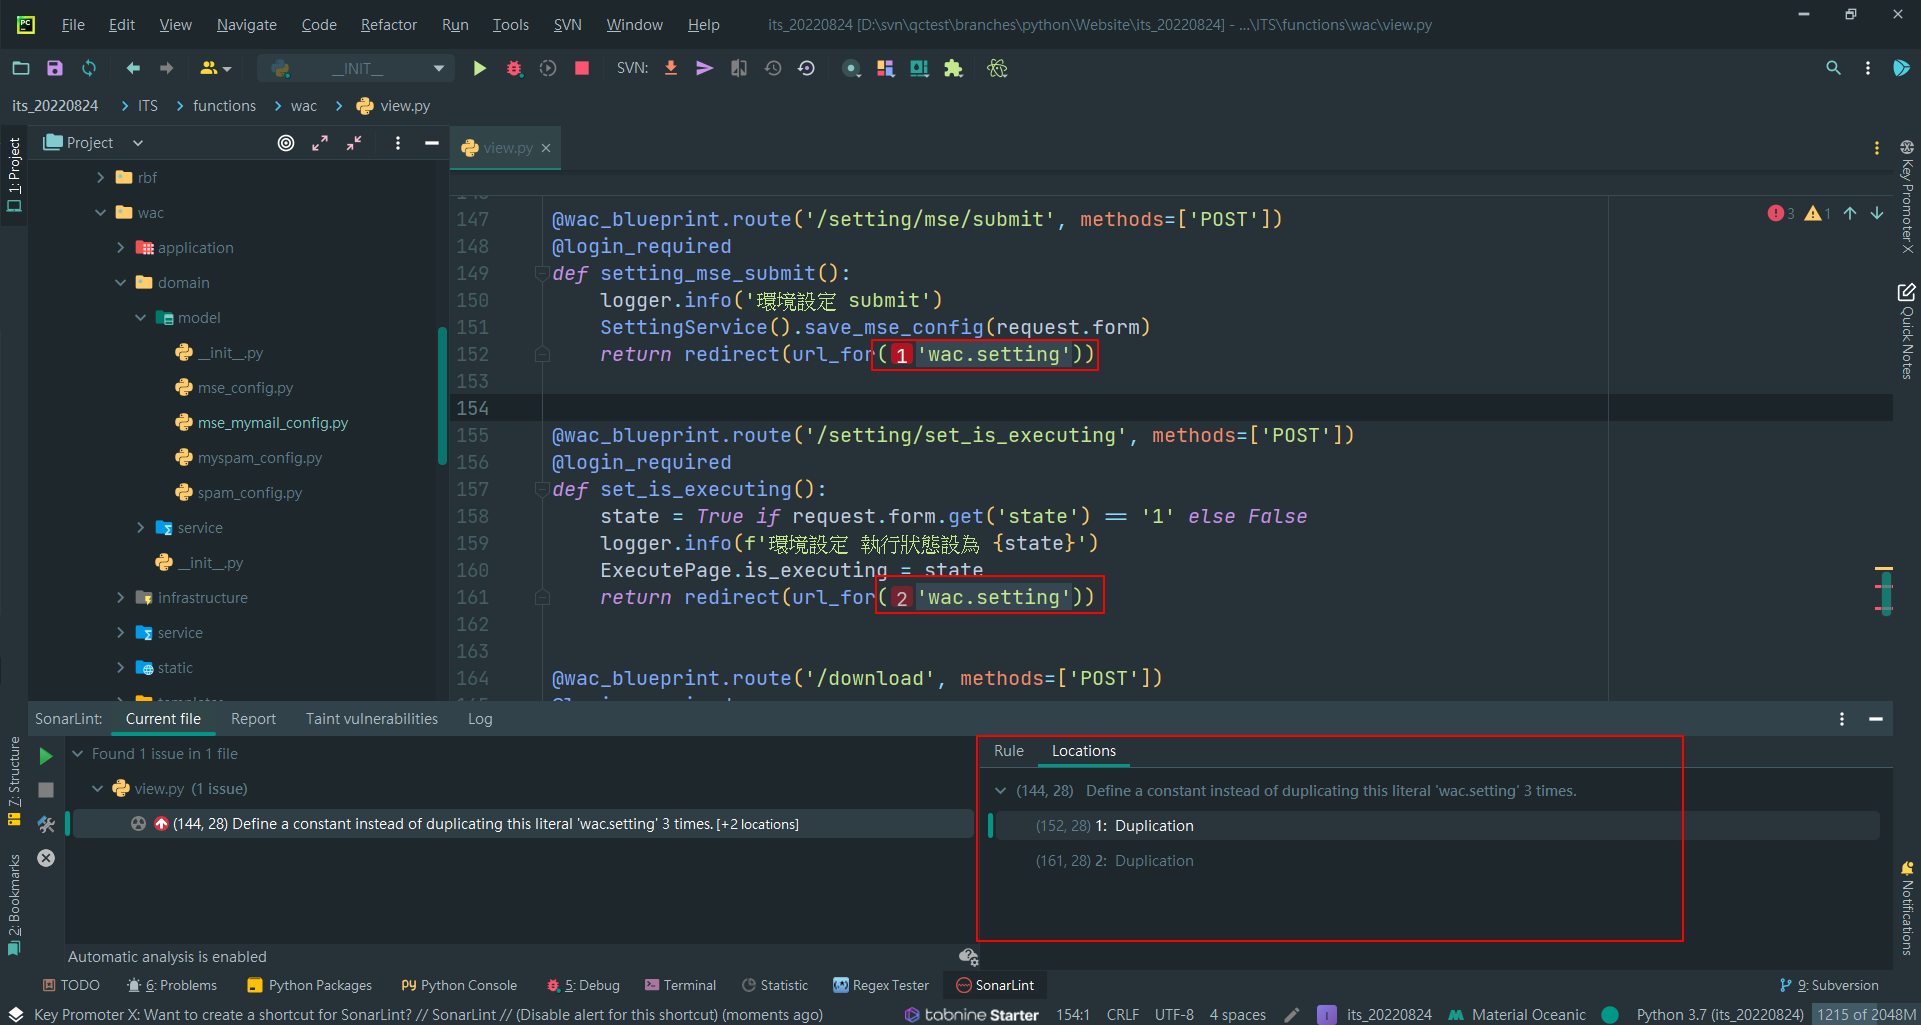 PC File Edit View Navigate Code Refactor Run Tools SVN Window Help its_20220824 [D:\svn\qctest\branches\python\Website\its_20220824] - ...\ITS\functions\wac\view.py
__INIT__ SVN:
its_20220824 ITS functions wac view.py
1: Project
Project
rbf
wac
application
domain
model
__init__.py
mse_config.py
mse_mymail_config.py
myspam_config.py
spam_config.py
service
__init__.py
infrastructure
service
static
view.py
3 1
147 @wac_blueprint.route('/setting/mse/submit', methods=['POST'])
148 @login_required
149 def setting_mse_submit():
150 logger.info('環境設定 submit')
151 SettingService().save_mse_config(request.form)
152 return redirect(url_for(1'wac.setting'))
153
154
155 @wac_blueprint.route('/setting/set_is_executing', methods=['POST'])
156 @login_required
157 def set_is_executing():
158 state = True if request.form.get('state') == '1' else False
159 logger.info(f'環境設定 執行狀態設為 {state}')
160 ExecutePage.is_executing = state
161 return redirect(url_for(2'wac.setting'))
162
163
164 @wac_blueprint.route('/download', methods=['POST'])
Key Promoter X
Quick Notes
Notifications
7: Structure
2: Bookmarks
SonarLint: Current file Report Taint vulnerabilities Log
Found 1 issue in 1 file
view.py (1 issue)
(144, 28) Define a constant instead of duplicating this literal 'wac.setting' 3 times. [+2 locations]
Rule Locations
(144, 28) Define a constant instead of duplicating this literal 'wac.setting' 3 times.
(152, 28) 1: Duplication
(161, 28) 2: Duplication
Automatic analysis is enabled
TODO 6: Problems Python Packages Python Console 5: Debug Terminal Statistic Regex Tester SonarLint 9: Subversion
Key Promoter X: Want to create a shortcut for SonarLint? // SonarLint // (Disable alert for this shortcut) (moments ago) tabnine Starter 154:1 CRLF UTF-8 4 spaces I its_20220824 Material Oceanic Python 3.7 (its_20220824) 1215 of 2048M